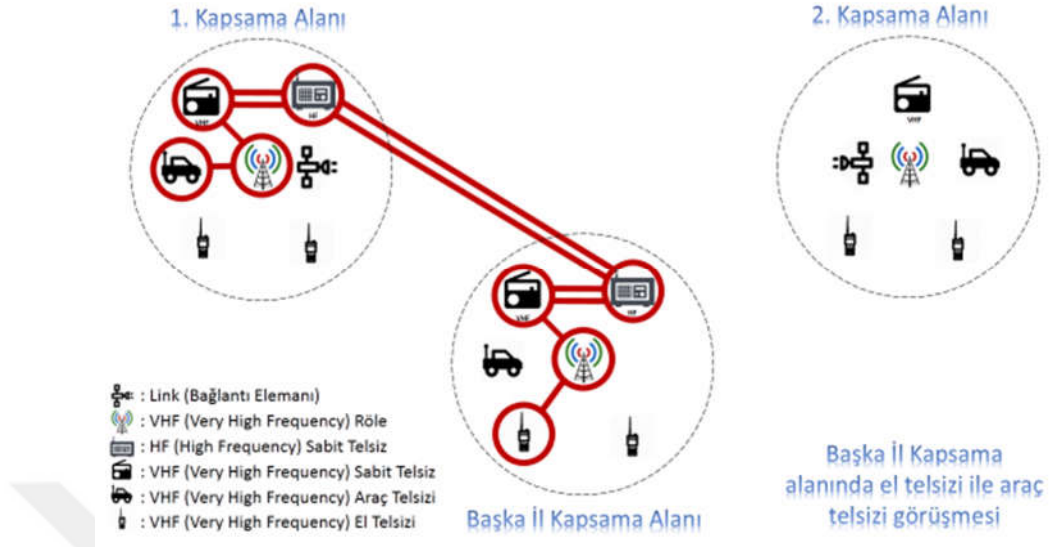 1. Kapsama Alanı
2. Kapsama Alanı
VHF
HF
VHF
VHF
HF
: Link (Bağlantı Elemanı)
: VHF (Very High Frequency) Röle
: HF (High Frequency) Sabit Telsiz
: VHF (Very High Frequency) Sabit Telsiz
: VHF (Very High Frequency) Araç Telsizi
: VHF (Very High Frequency) El Telsizi
Başka İl Kapsama Alanı
Başka İl Kapsama
alanında el telsizi ile araç
telsizi görüşmesi